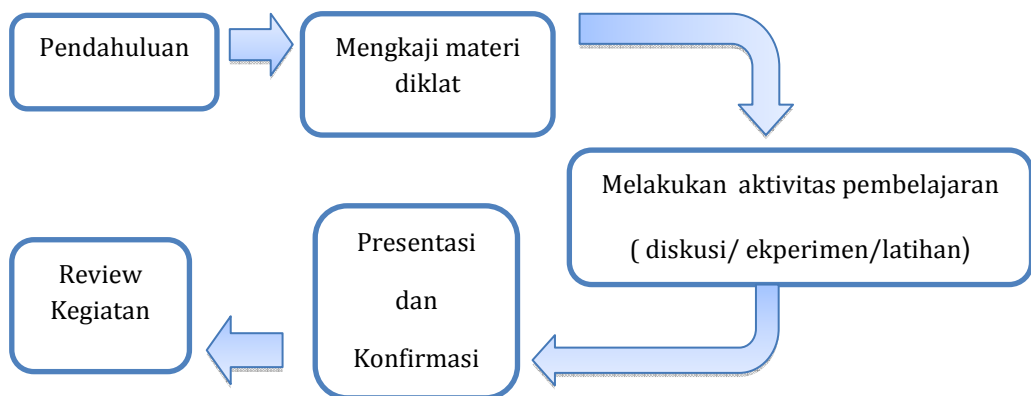 Pendahuluan
Mengkaji materi
diklat
Melakukan aktivitas pembelajaran
( diskusi/ ekperimen/latihan)
Presentasi
dan
Konfirmasi
Review
Kegiatan